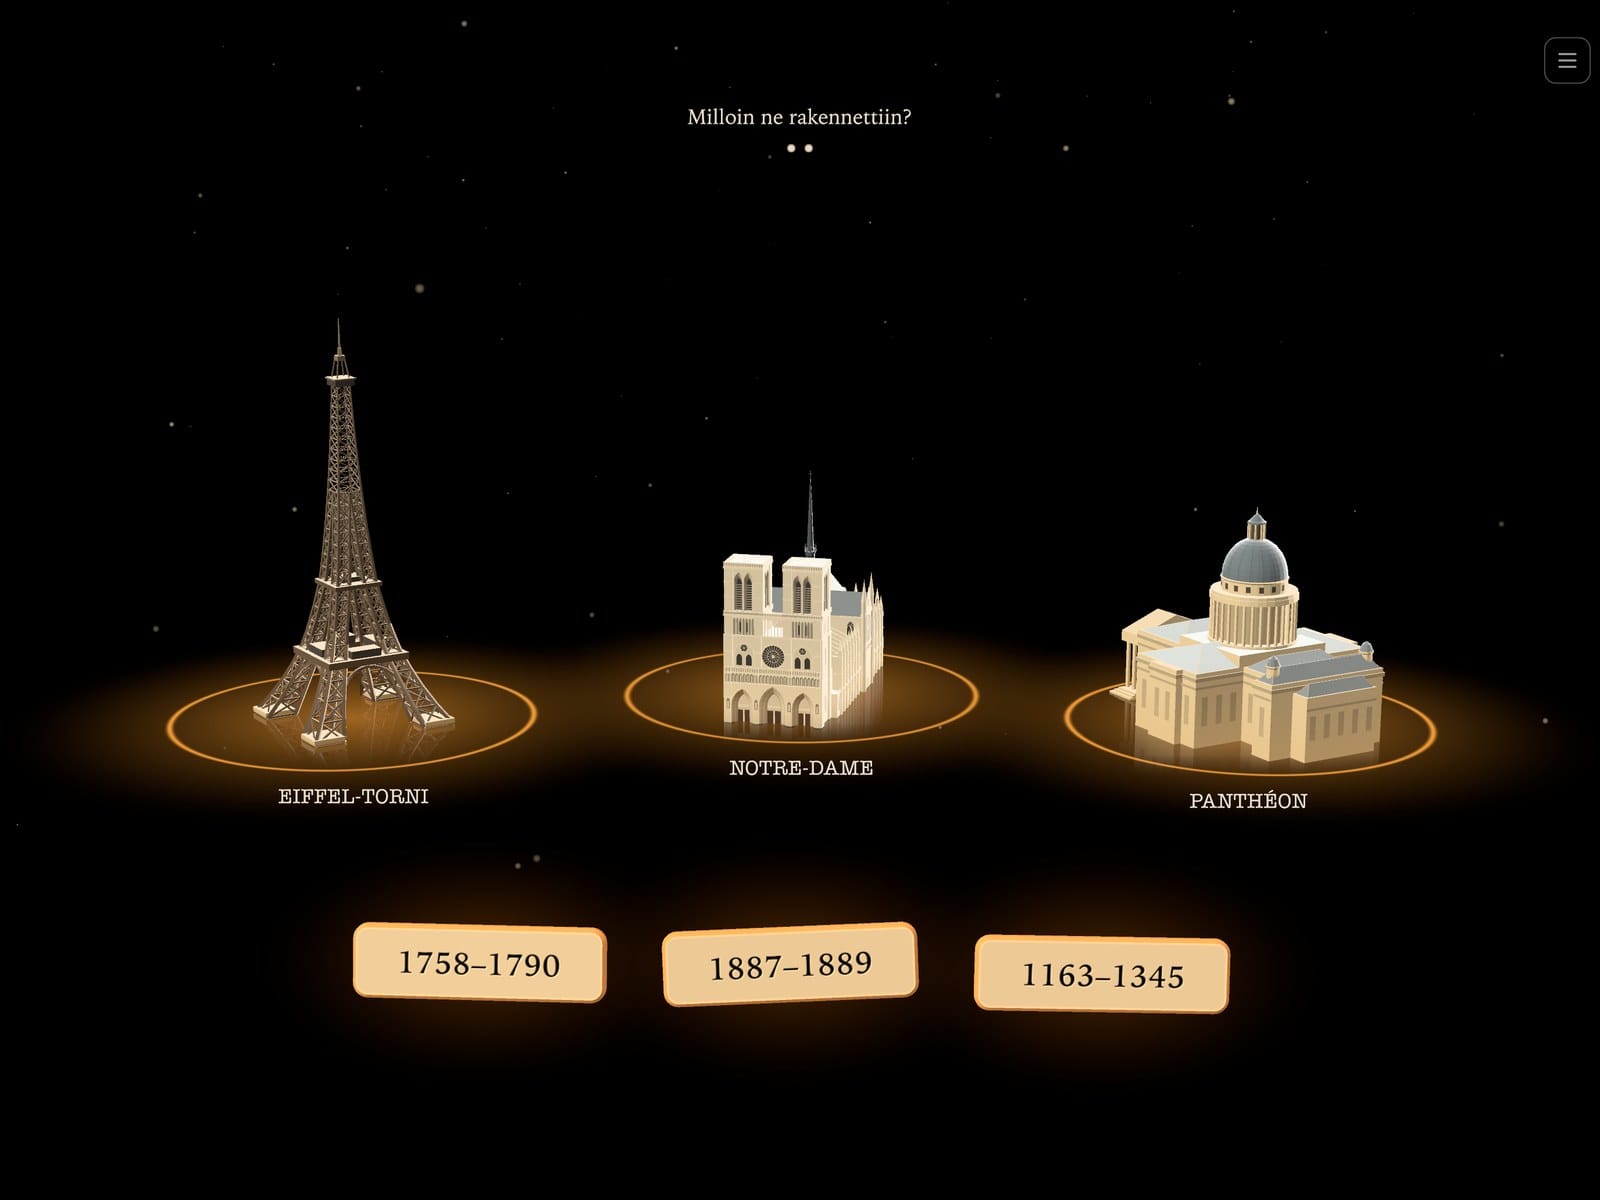 Milloin ne rakennettiin?
EIFFEL-TORNI
NOTRE-DAME
PANTHÉON
1758–1790
1887–1889
1163–1345